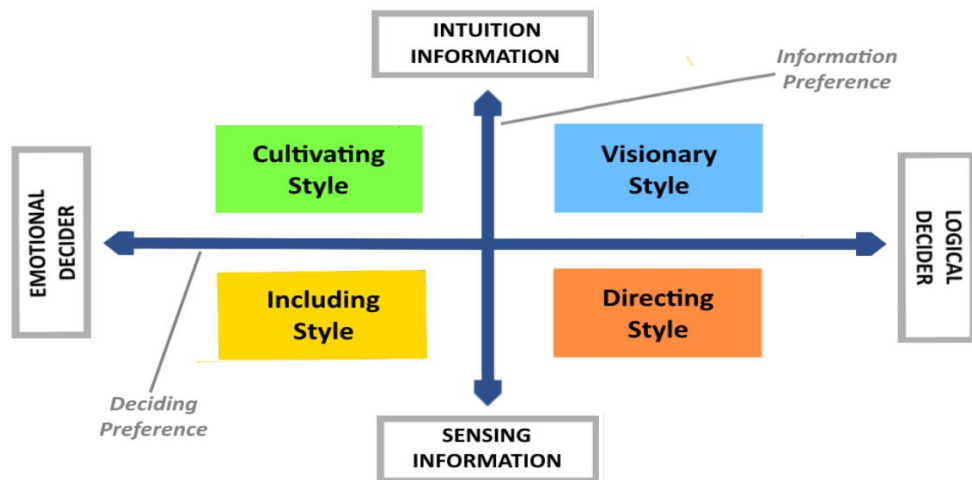 INTUITION
INFORMATION
Information
Preference
Cultivating
Style
Visionary
Style
EMOTIONAL
DECIDER
LOGICAL
DECIDER
Including
Style
Directing
Style
Deciding
Preference
SENSING
INFORMATION